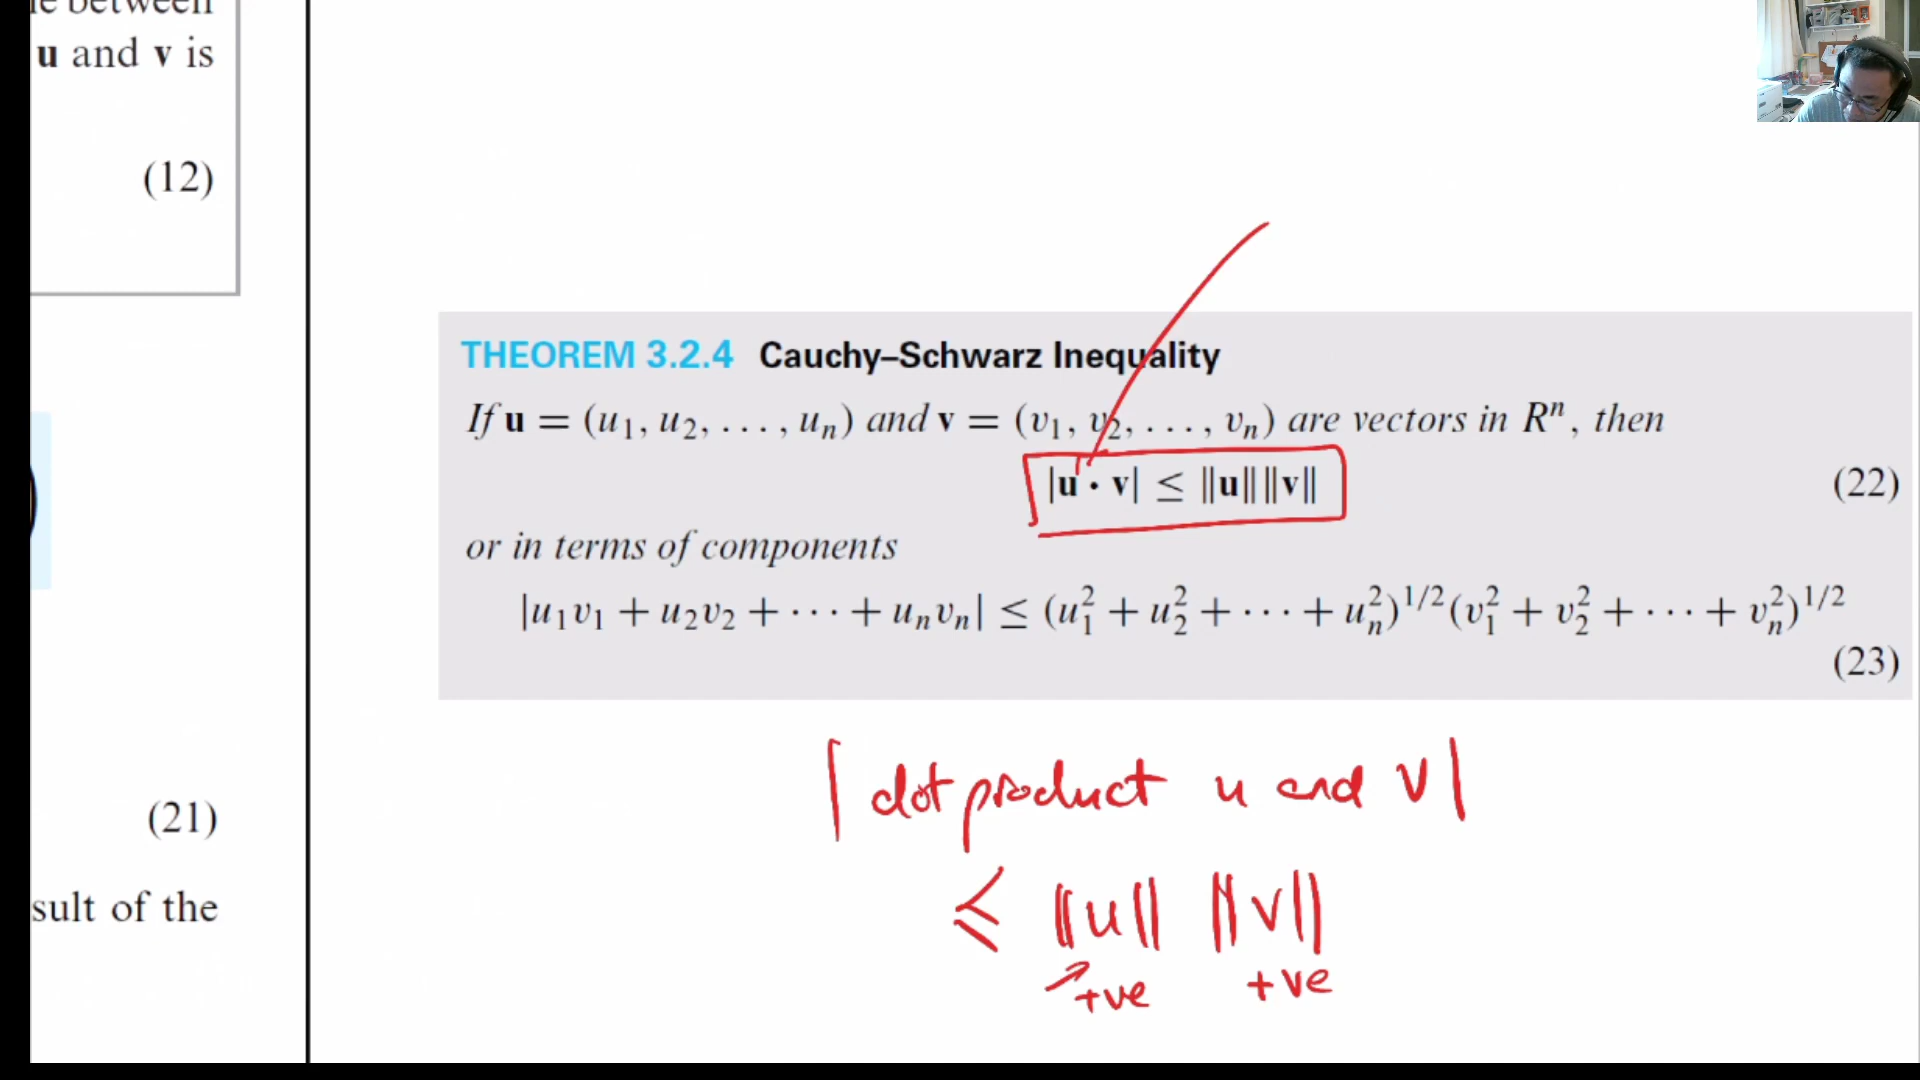 u and v is
(12)
(21)
sult of the
THEOREM 3.2.4 Cauchy–Schwarz Inequality
If u = (u₁, u₂, . . . , uₙ) and v = (v₁, v₂, . . . , vₙ) are vectors in Rⁿ, then
|u · v| ≤ ‖u‖‖v‖ (22)
or in terms of components
|u₁v₁ + u₂v₂ + · · · + uₙvₙ| ≤ (u₁² + u₂² + · · · + uₙ²)^1/2(v₁² + v₂² + · · · + vₙ²)^1/2
(23)
| dot product u and v |
≤ ‖u‖ ‖v‖
+ve +ve